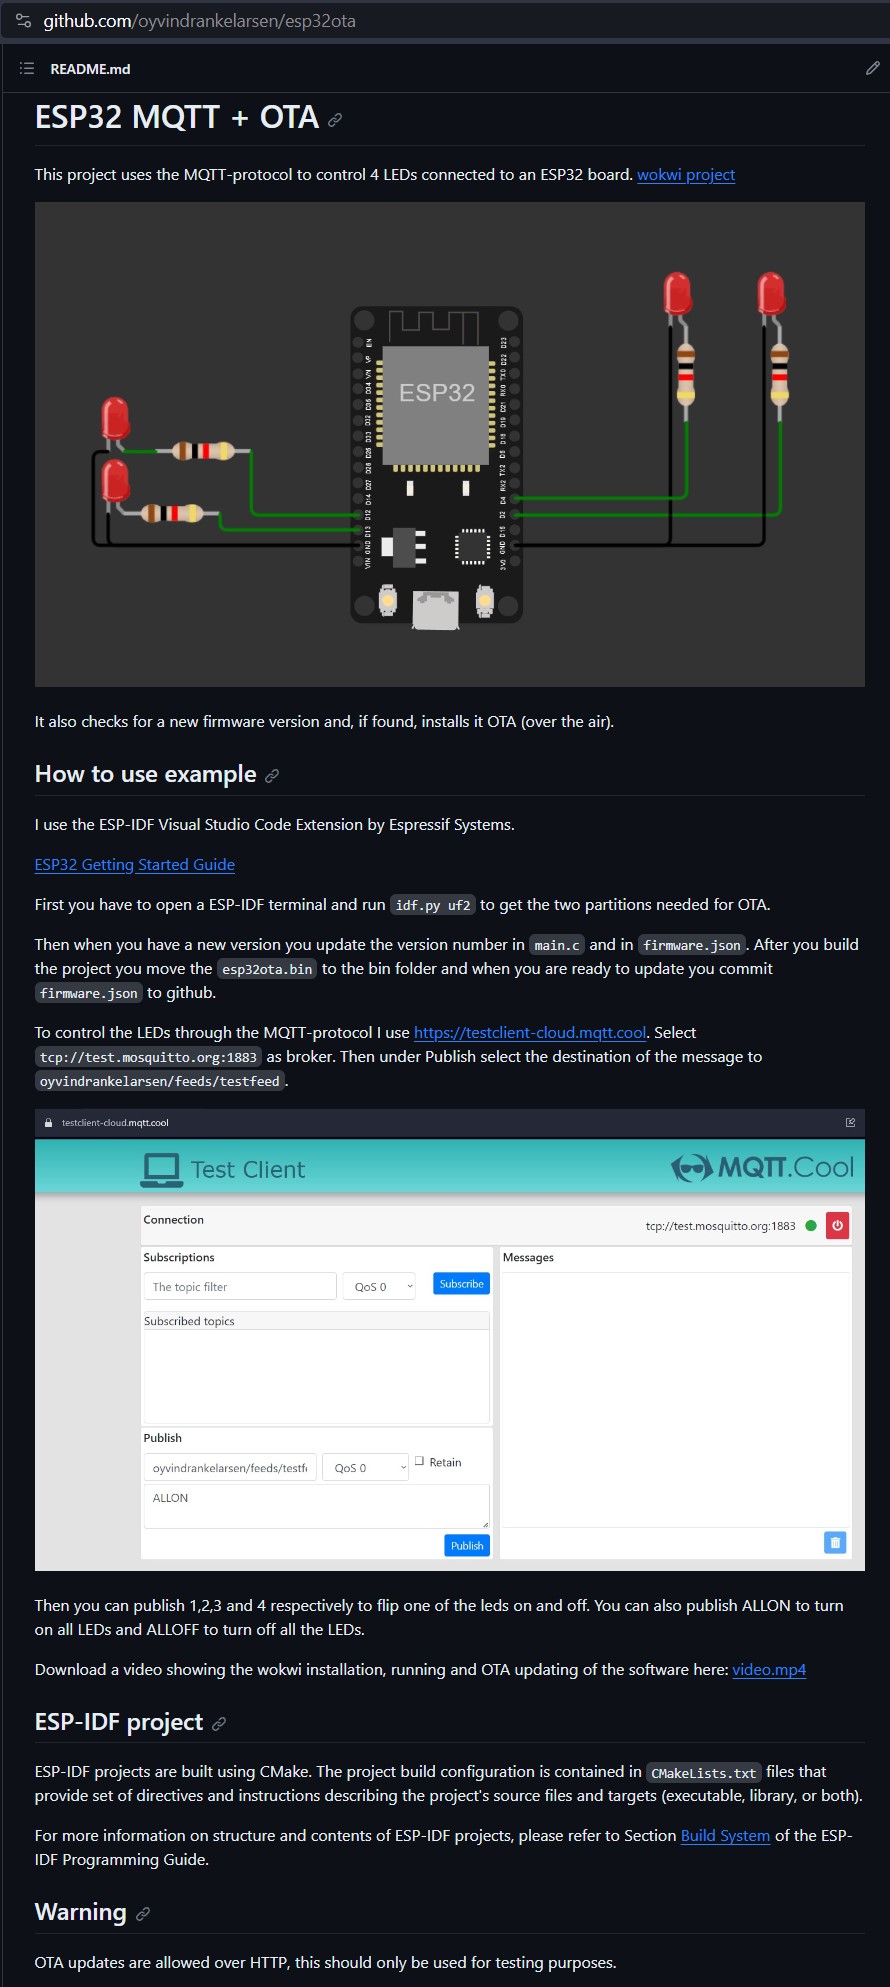 github.com/oyvindrankelarsen/esp32ota
README.md
ESP32 MQTT + OTA
This project uses the MQTT-protocol to control 4 LEDs connected to an ESP32 board. wokwi project
ESP32
EN
VP
VN
D34
D35
D32
D33
D25
D26
D27
D14
D12
D13
GND
VIN
D23
D22
TX0
RX0
D21
D19
D18
D5
TX2
RX2
D4
D2
D15
GND
3V3
It also checks for a new firmware version and, if found, installs it OTA (over the air).
How to use example
I use the ESP-IDF Visual Studio Code Extension by Espressif Systems.
ESP32 Getting Started Guide
First you have to open a ESP-IDF terminal and run idf.py uf2 to get the two partitions needed for OTA.
Then when you have a new version you update the version number in main.c and in firmware.json. After you build
the project you move the esp32ota.bin to the bin folder and when you are ready to update you commit
firmware.json to github.
To control the LEDs through the MQTT-protocol I use https://testclient-cloud.mqtt.cool. Select
tcp://test.mosquitto.org:1883 as broker. Then under Publish select the destination of the message to
oyvindrankelarsen/feeds/testfeed.
testclient-cloud.mqtt.cool
Test Client
MQTT.Cool
Connection
tcp://test.mosquitto.org:1883
Subscriptions
Messages
The topic filter
QoS 0
Subscribe
Subscribed topics
Publish
oyvindrankelarsen/feeds/testf
QoS 0
Retain
ALLON
Publish
Then you can publish 1,2,3 and 4 respectively to flip one of the leds on and off. You can also publish ALLON to turn
on all LEDs and ALLOFF to turn off all the LEDs.
Download a video showing the wokwi installation, running and OTA updating of the software here: video.mp4
ESP-IDF project
ESP-IDF projects are built using CMake. The project build configuration is contained in CMakeLists.txt files that
provide set of directives and instructions describing the project's source files and targets (executable, library, or both).
For more information on structure and contents of ESP-IDF projects, please refer to Section Build System of the ESP-
IDF Programming Guide.
Warning
OTA updates are allowed over HTTP, this should only be used for testing purposes.